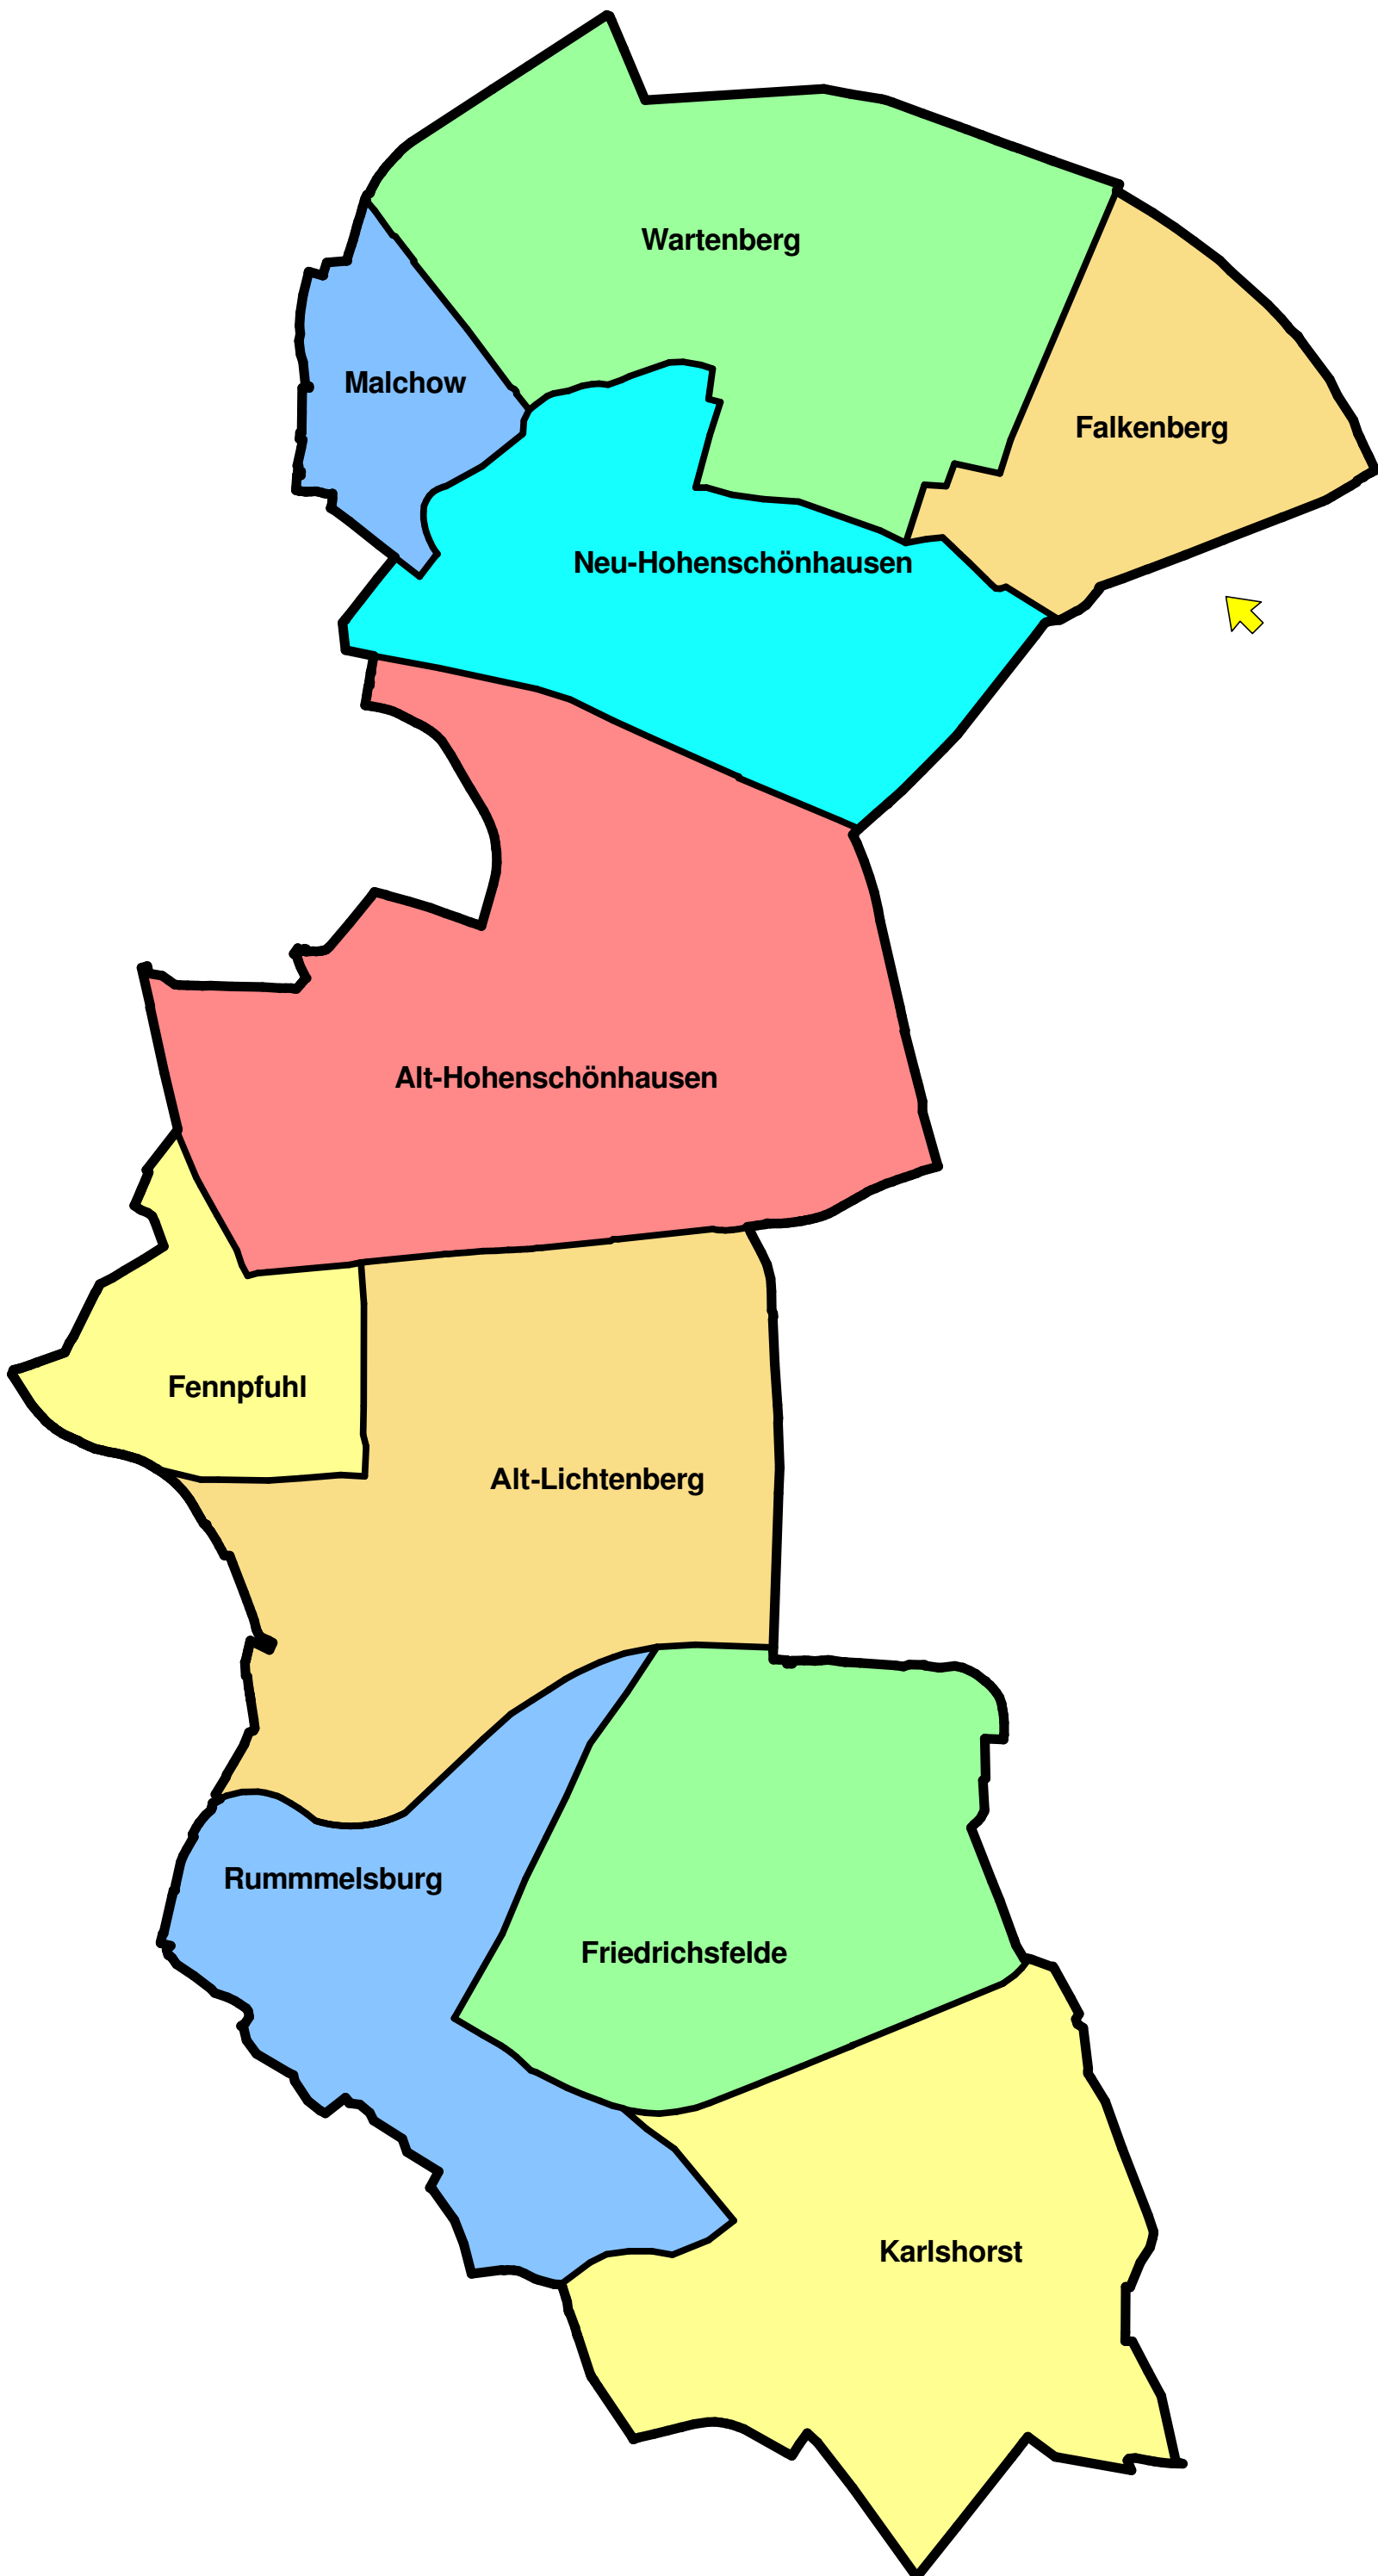 Wartenberg
Malchow
Falkenberg
Neu-Hohenschönhausen
Alt-Hohenschönhausen
Fennpfuhl
Alt-Lichtenberg
Rummmelsburg
Friedrichsfelde
Karlshorst